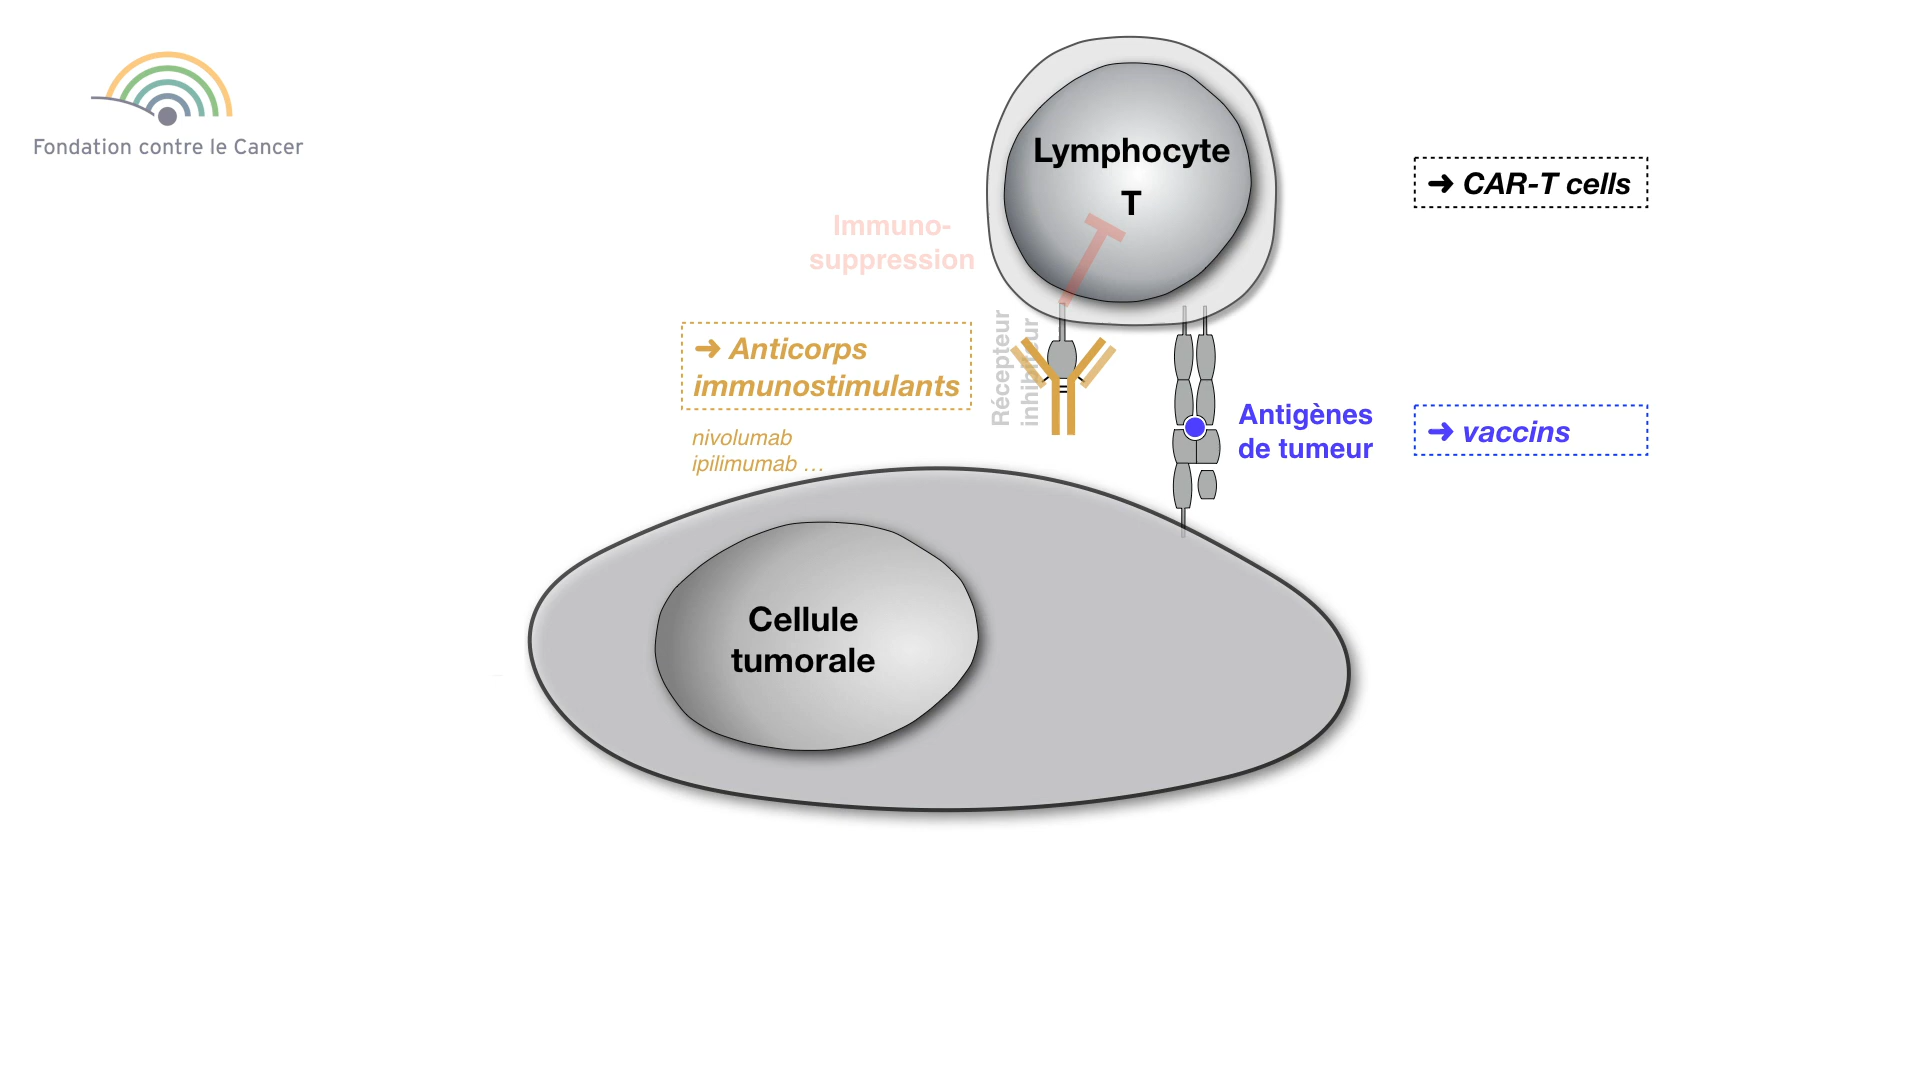 Fondation contre le Cancer
Lymphocyte
T
➜ CAR-T cells
Immuno-
suppression
Récepteur
inhibiteur
➜ Anticorps
immunostimulants
nivolumab
ipilimumab …
Antigènes
de tumeur
➜ vaccins
Cellule
tumorale